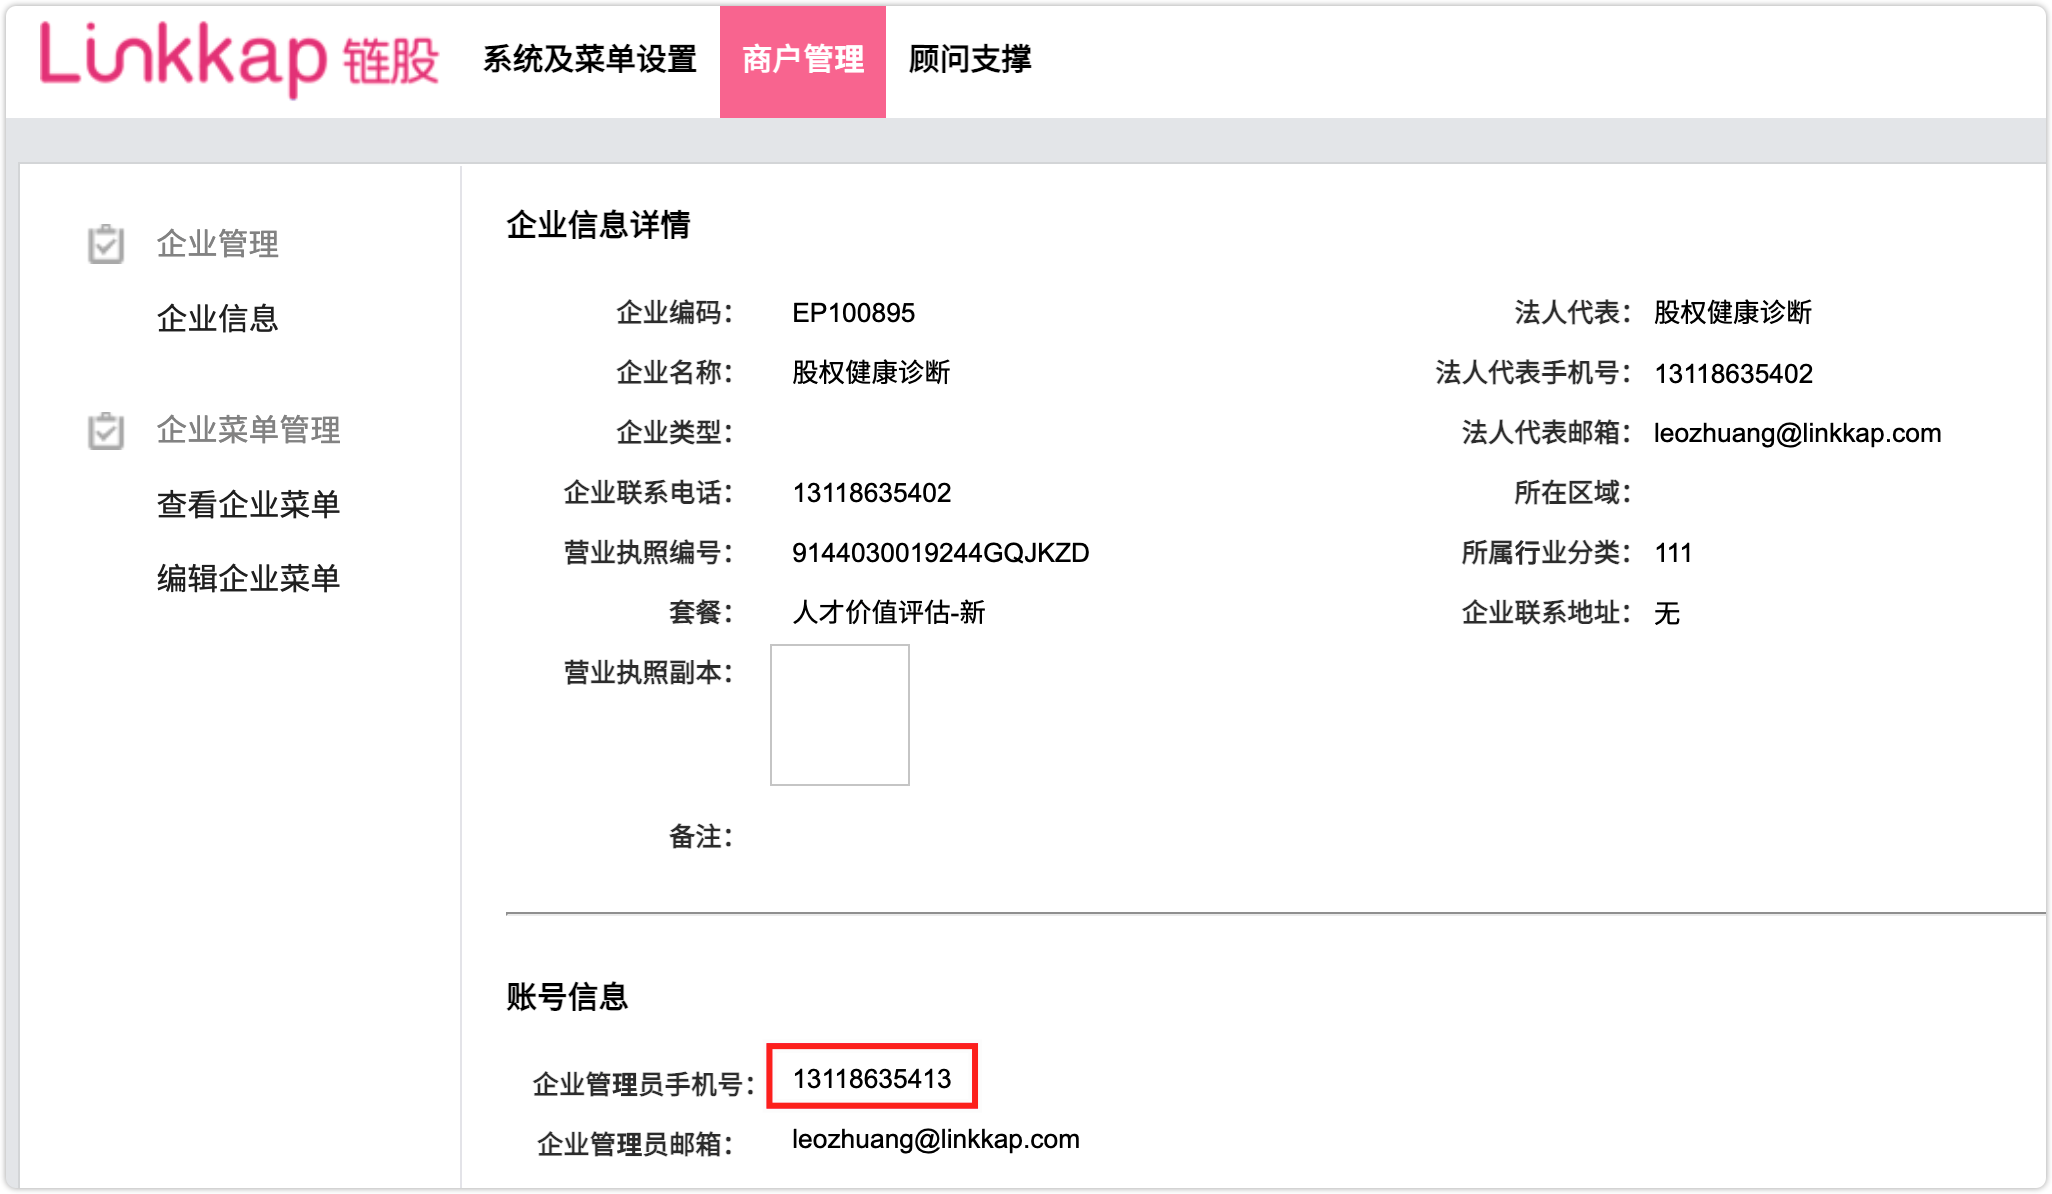 Linkkap 链股 系统及菜单设置 商户管理 顾问支撑
企业管理
企业信息
企业菜单管理
查看企业菜单
编辑企业菜单
企业信息详情
企业编码： EP100895 法人代表： 股权健康诊断
企业名称： 股权健康诊断 法人代表手机号： 13118635402
企业类型： 法人代表邮箱： leozhuang@linkkap.com
企业联系电话： 13118635402 所在区域：
营业执照编号： 9144030019244GQJKZD 所属行业分类： 111
套餐： 人才价值评估-新 企业联系地址： 无
营业执照副本：
备注：
账号信息
企业管理员手机号： 13118635413
企业管理员邮箱： leozhuang@linkkap.com